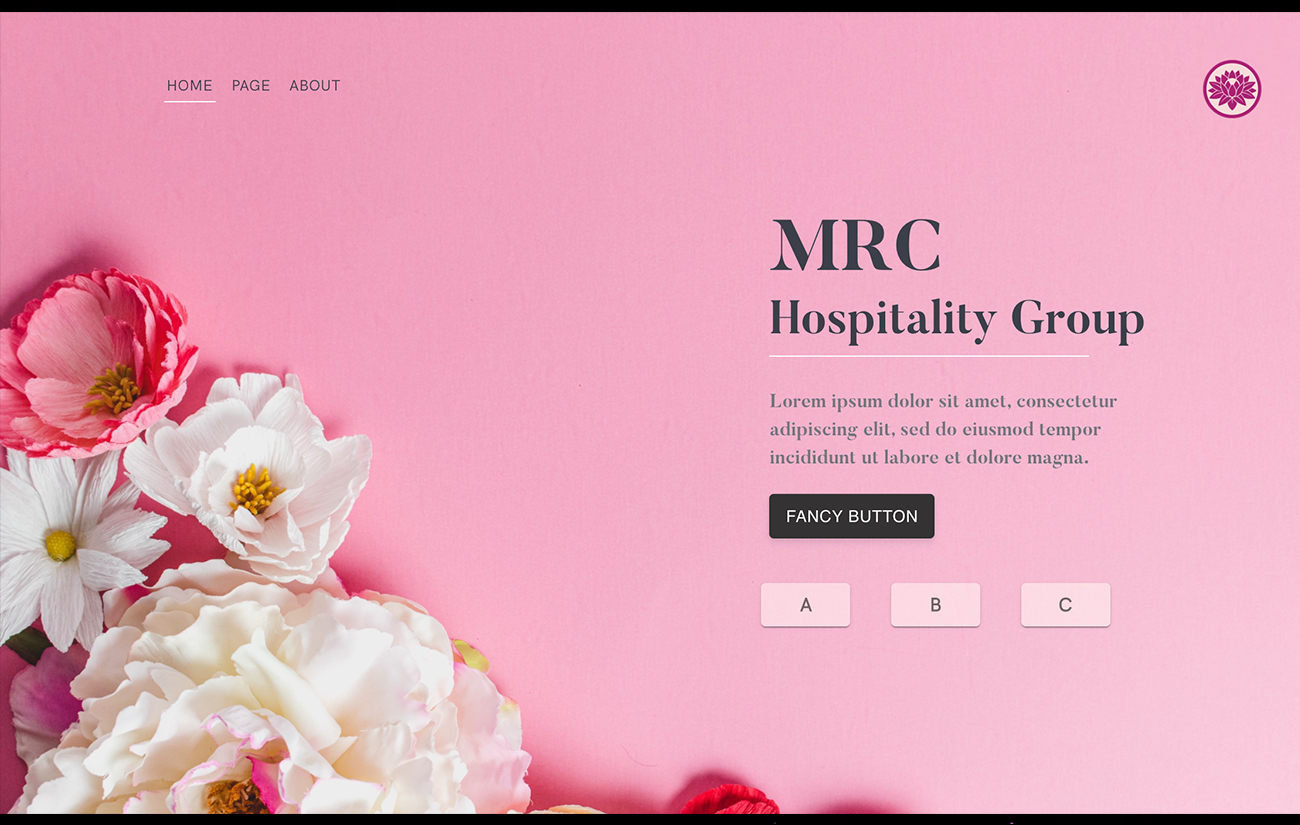 HOME PAGE ABOUT
MRC
Hospitality Group
Lorem ipsum dolor sit amet, consectetur
adipiscing elit, sed do eiusmod tempor
incididunt ut labore et dolore magna.
FANCY BUTTON
A B C